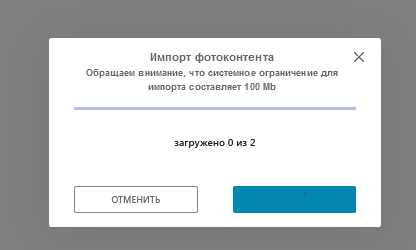 Импорт фотоконтента
Обращаем внимание, что системное ограничение для
импорта составляет 100 Mb
загружено 0 из 2
ОТМЕНИТЬ